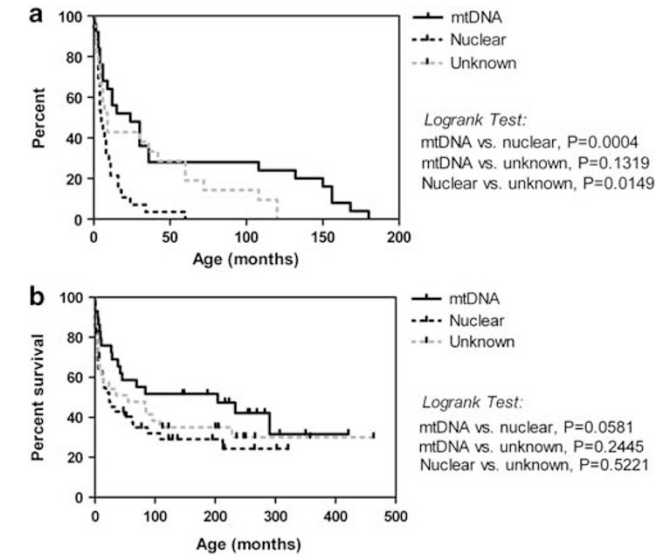 a
100
80
60
40
20
0
Percent
0 50 100 150 200
Age (months)
mtDNA
Nuclear
Unknown
Logrank Test:
mtDNA vs. nuclear, P=0.0004
mtDNA vs. unknown, P=0.1319
Nuclear vs. unknown, P=0.0149
b
100
80
60
40
20
0
Percent survival
0 100 200 300 400 500
Age (months)
mtDNA
Nuclear
Unknown
Logrank Test:
mtDNA vs. nuclear, P=0.0581
mtDNA vs. unknown, P=0.2445
Nuclear vs. unknown, P=0.5221